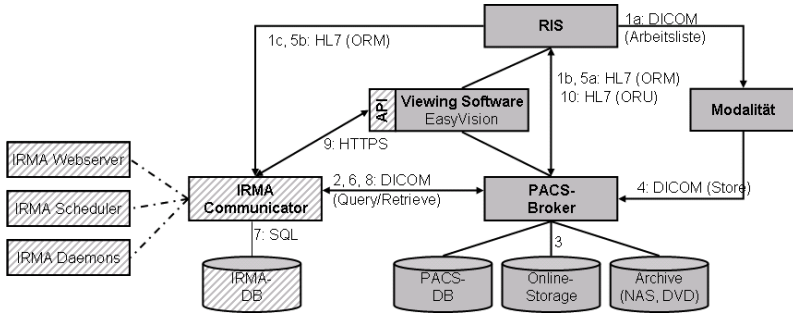 RIS
1a: DICOM
(Arbeitsliste)
1c, 5b: HL7 (ORM)
1b, 5a: HL7 (ORM)
10: HL7 (ORU)
API
Viewing Software
EasyVision
Modalität
9: HTTPS
IRMA Webserver
IRMA Scheduler
IRMA Daemons
IRMA
Communicator
2, 6, 8: DICOM
(Query/Retrieve)
PACS-
Broker
4: DICOM (Store)
7: SQL
3
IRMA-
DB
PACS-
DB
Online-
Storage
Archive
(NAS, DVD)